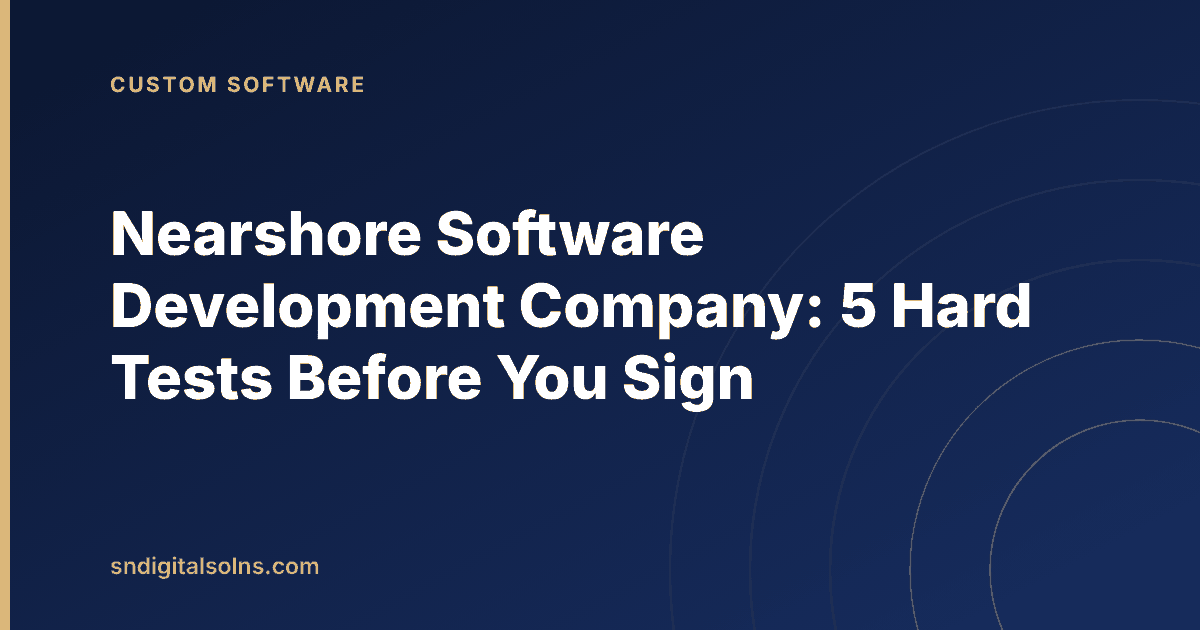 CUSTOM SOFTWARE
Nearshore Software
Development Company: 5 Hard
Tests Before You Sign
sndigitalsolns.com